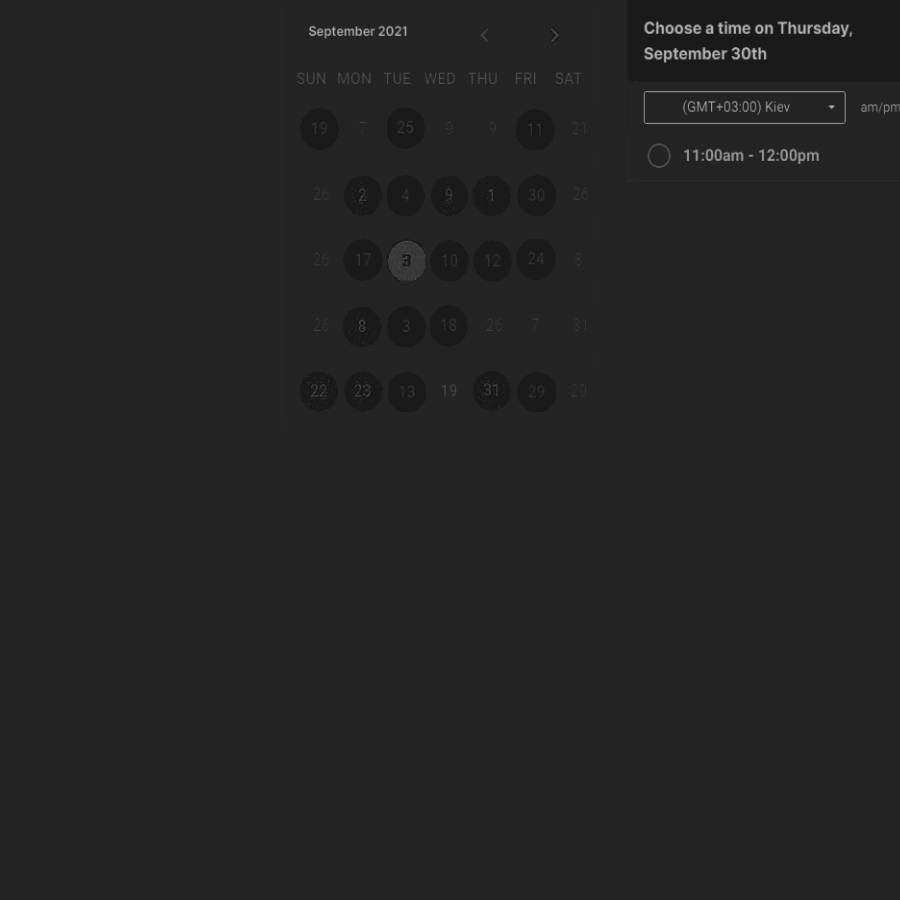 September 2021
SUN MON TUE WED THU FRI SAT
19 7 25 9 9 11 21
26 2 4 9 1 30 26
26 17 3 10 12 24 8
26 8 3 18 26 7 31
22 23 13 19 31 29 29
Choose a time on Thursday,
September 30th
(GMT+03:00) Kiev am/pm
11:00am - 12:00pm